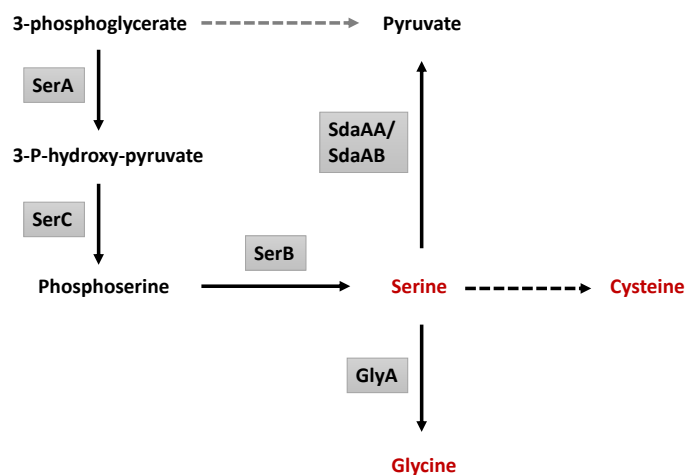 3-phosphoglycerate
Pyruvate
SerA
SdaAA/
SdaAB
3-P-hydroxy-pyruvate
SerC
SerB
Phosphoserine
Serine
Cysteine
GlyA
Glycine